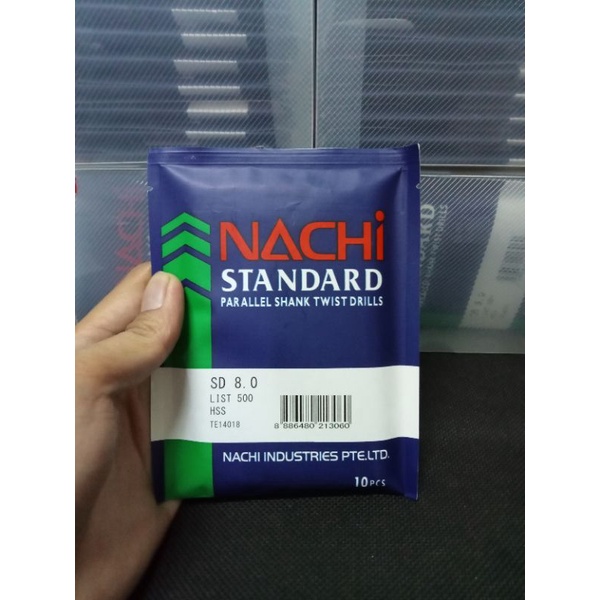 NACHi
STANDARD
PARALLEL SHANK TWIST DRILLS
SD 8.0
LIST 500
HSS
TE14018
8 886480 213060
NACHI INDUSTRIES PTE.LTD.
10PCS